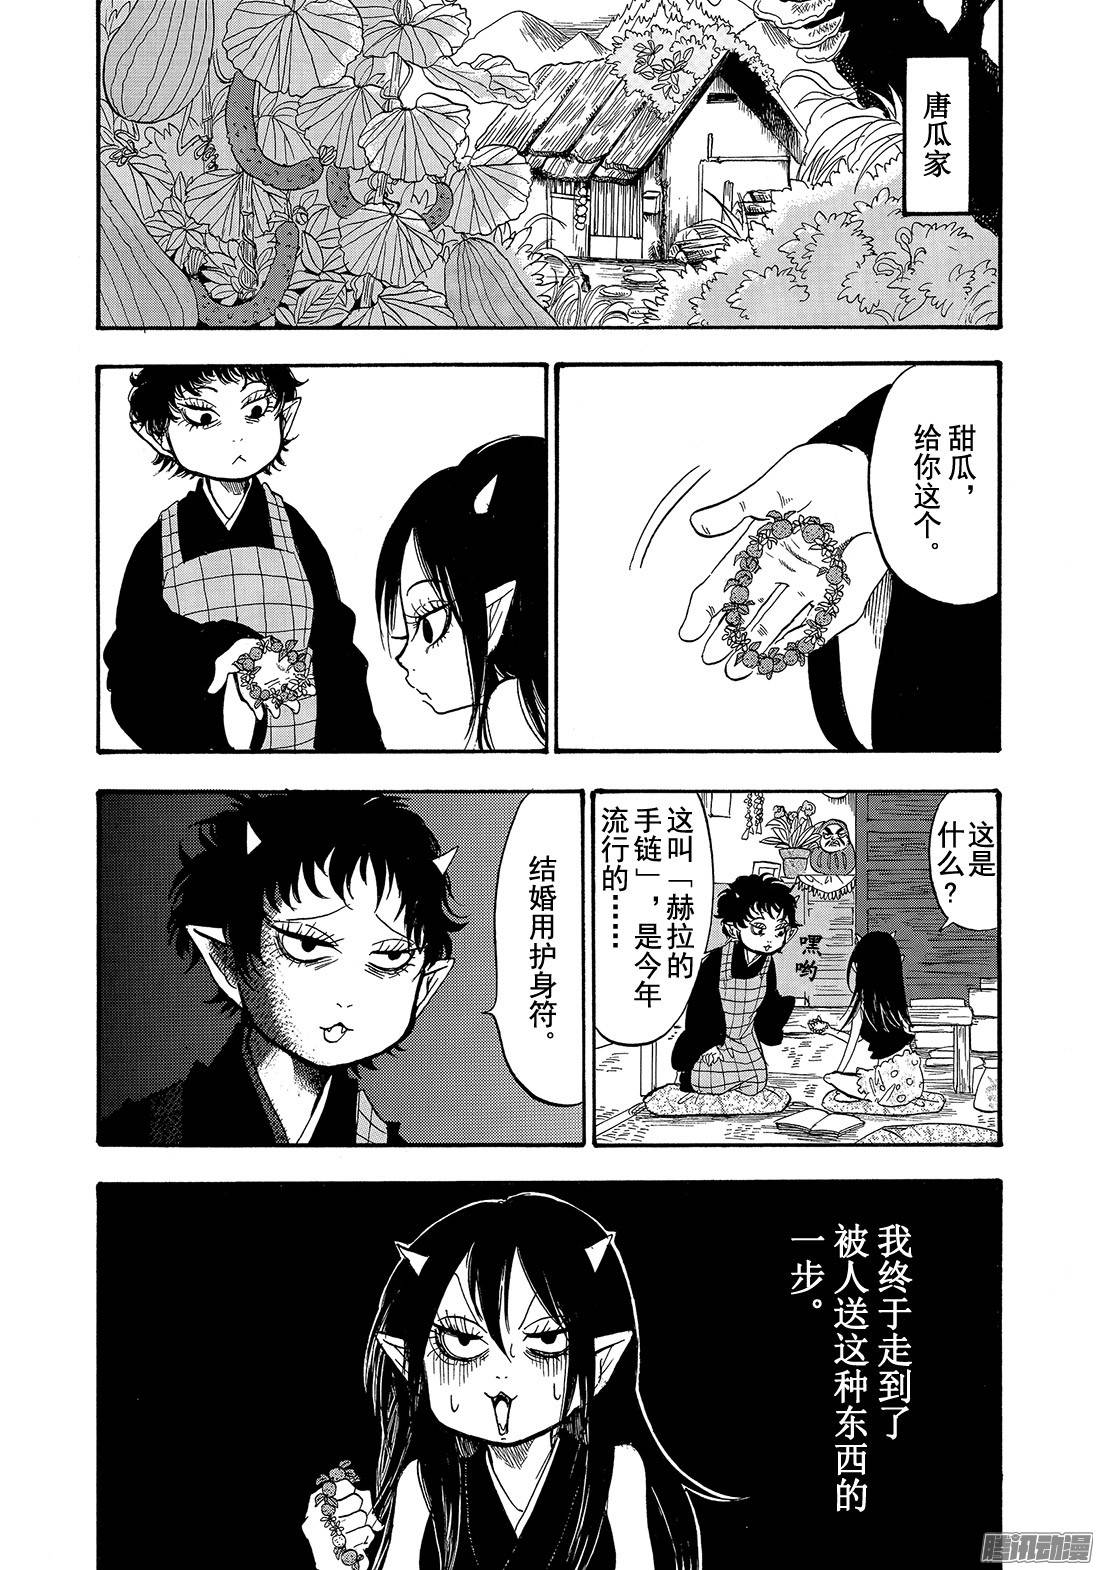 唐瓜家
甜瓜，
给你这个。
这是
什么?
嘿
哟
这叫「赫拉的
手链」，是今年
流行的……
结婚用护身符。
我终于走到了
被人送这种东西的
一步。
腾讯动漫